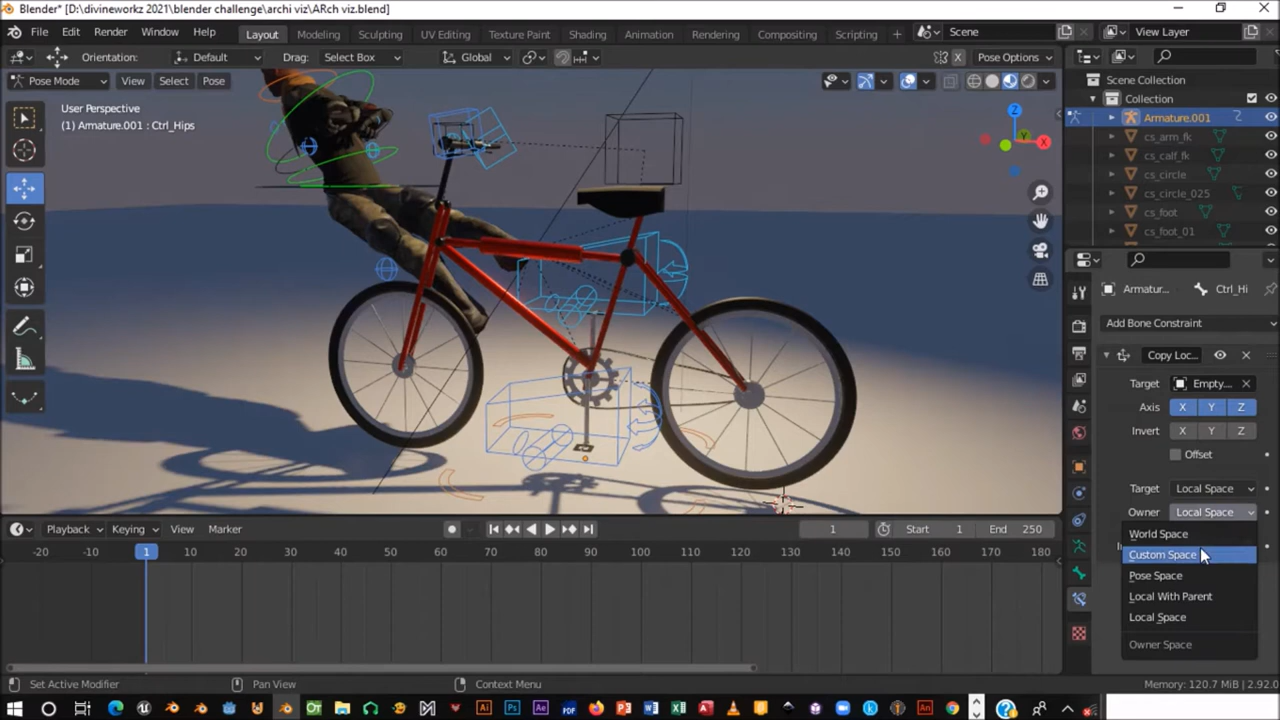 Blender* [D:\divineworkz 2021\blender challenge\archi viz\ARch viz.blend]
File Edit Render Window Help Layout Modeling Sculpting UV Editing Texture Paint Shading Animation Rendering Compositing Scripting + Scene View Layer
Orientation: Default Drag: Select Box Global X Pose Options
Pose Mode View Select Pose
User Perspective
(1) Armature.001 : Ctrl_Hips
Z
Y
X
Scene Collection
Collection
Armature.001
cs_arm_fk
cs_calf_fk
cs_circle
cs_circle_025
cs_foot
cs_foot_01
Armatur... Ctrl_Hi
Add Bone Constraint
Copy Loc...
Target Empty...
Axis X Y Z
Invert X Y Z
Offset
Target Local Space
Owner Local Space
World Space
Custom Space
Pose Space
Local With Parent
Local Space
Owner Space
Playback Keying View Marker 1 Start 1 End 250
-20 -10 1 10 20 30 40 50 60 70 80 90 100 110 120 130 140 150 160 170 180
Set Active Modifier Pan View Context Menu Memory: 120.7 MiB | 2.92.0